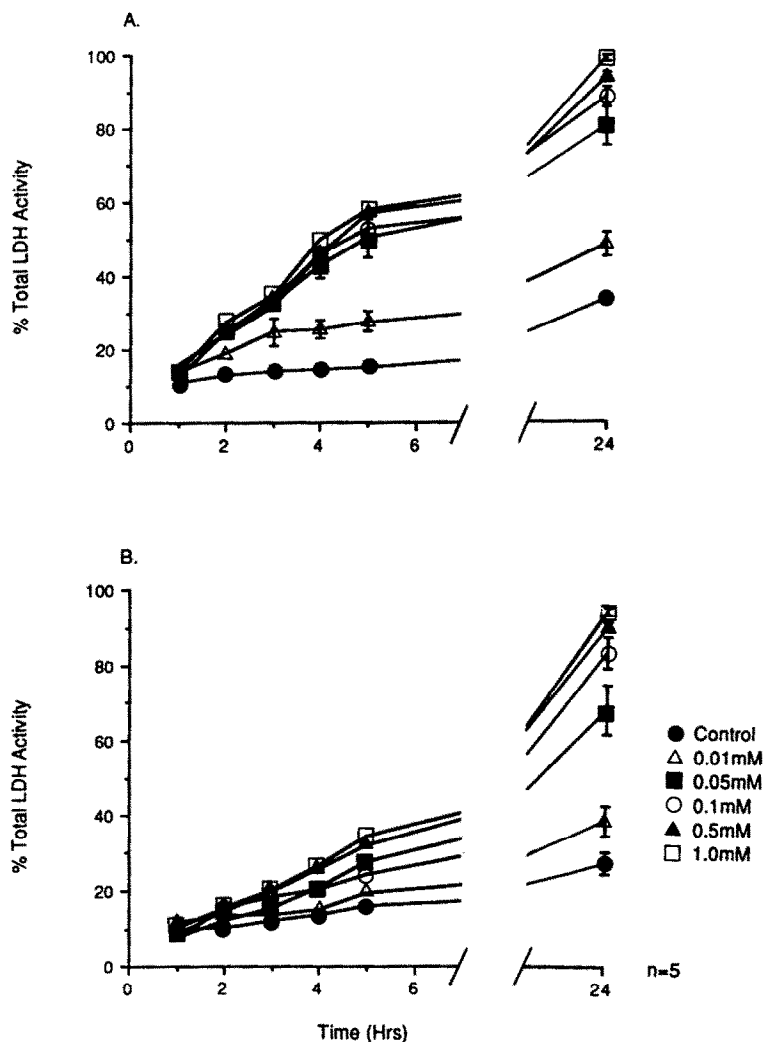 A.
100
80
60
40
20
0
% Total LDH Activity
0 2 4 6 24
B.
100
80
60
40
20
0
% Total LDH Activity
0 2 4 6 24
Time (Hrs)
Control
0.01mM
0.05mM
0.1mM
0.5mM
1.0mM
n=5